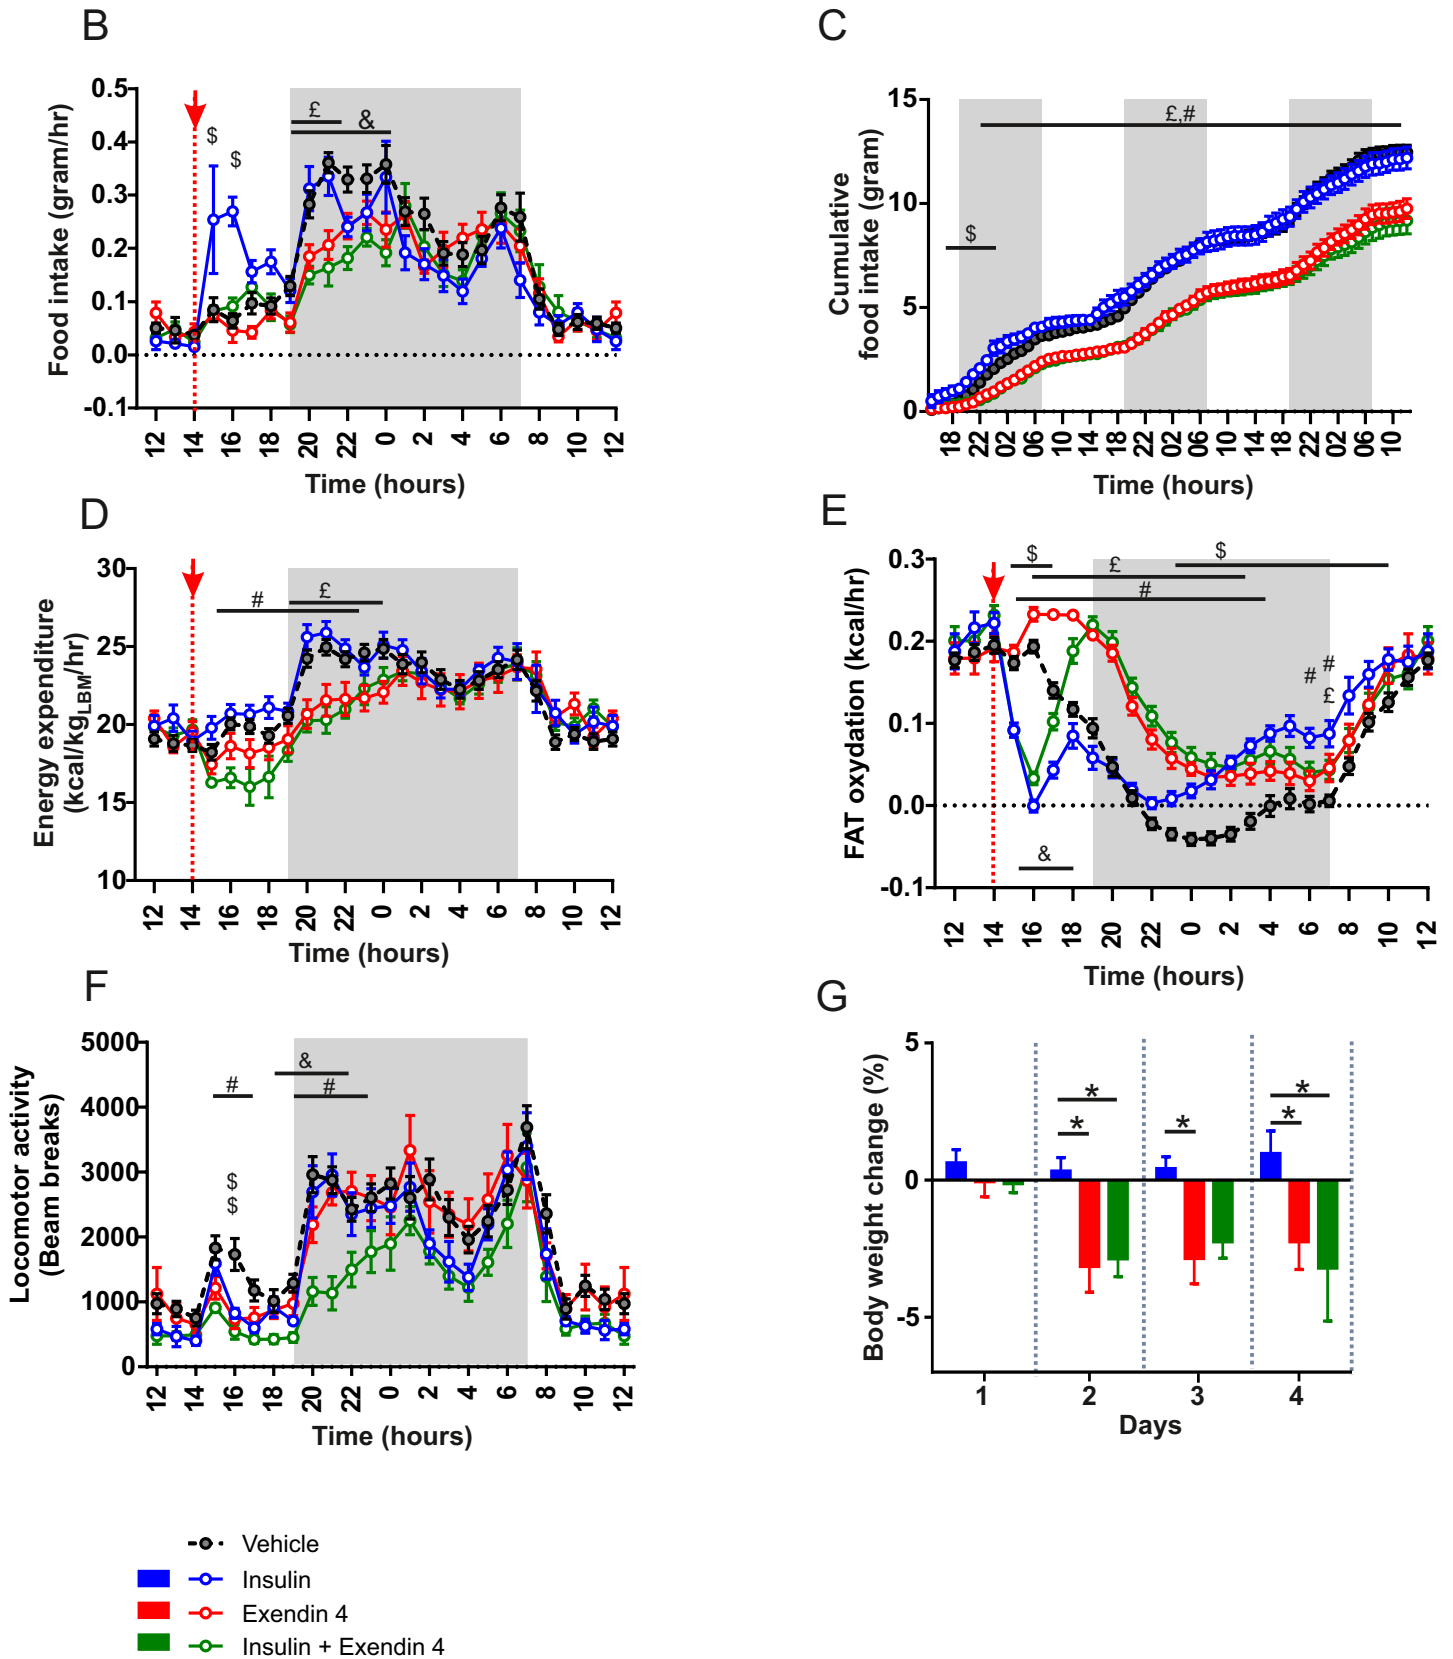 B
0.5
0.4
0.3
0.2
0.1
0.0
-0.1
Food intake (gram/hr)
$
$
£
&
12 14 16 18 20 22 0 2 4 6 8 10 12
Time (hours)
C
15
10
5
0
Cumulative
food intake (gram)
£,#
$
18 22 02 06 10 14 18 22 02 06 10 14 18 22 02 06 10
Time (hours)
D
30
25
20
15
10
Energy expenditure
(kcal/kgLBM/hr)
#
£
12 14 16 18 20 22 0 2 4 6 8 10 12
Time (hours)
E
0.3
0.2
0.1
0.0
-0.1
FAT oxydation (kcal/hr)
$
$
£
#
#
#
£
&
12 14 16 18 20 22 0 2 4 6 8 10 12
Time (hours)
F
5000
4000
3000
2000
1000
0
Locomotor activity
(Beam breaks)
&
#
#
$
$
12 14 16 18 20 22 0 2 4 6 8 10 12
Time (hours)
G
5
0
-5
Body weight change (%)
*
*
*
*
*
1 2 3 4
Days
Vehicle
Insulin
Exendin 4
Insulin + Exendin 4